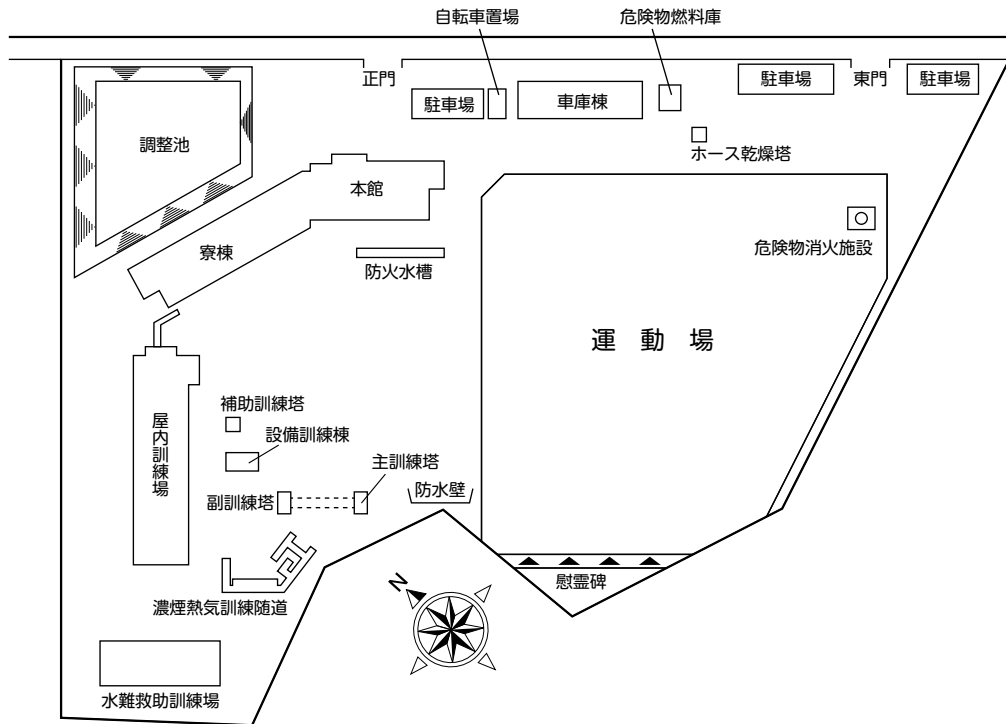 自転車置場
危険物燃料庫
正門
駐車場
車庫棟
駐車場
東門
駐車場
調整池
ホース乾燥塔
本館
寮棟
防火水槽
危険物消火施設
運動場
補助訓練塔
設備訓練棟
屋内訓練場
主訓練塔
副訓練塔
防水壁
慰霊碑
N
濃煙熱気訓練隧道
水難救助訓練場